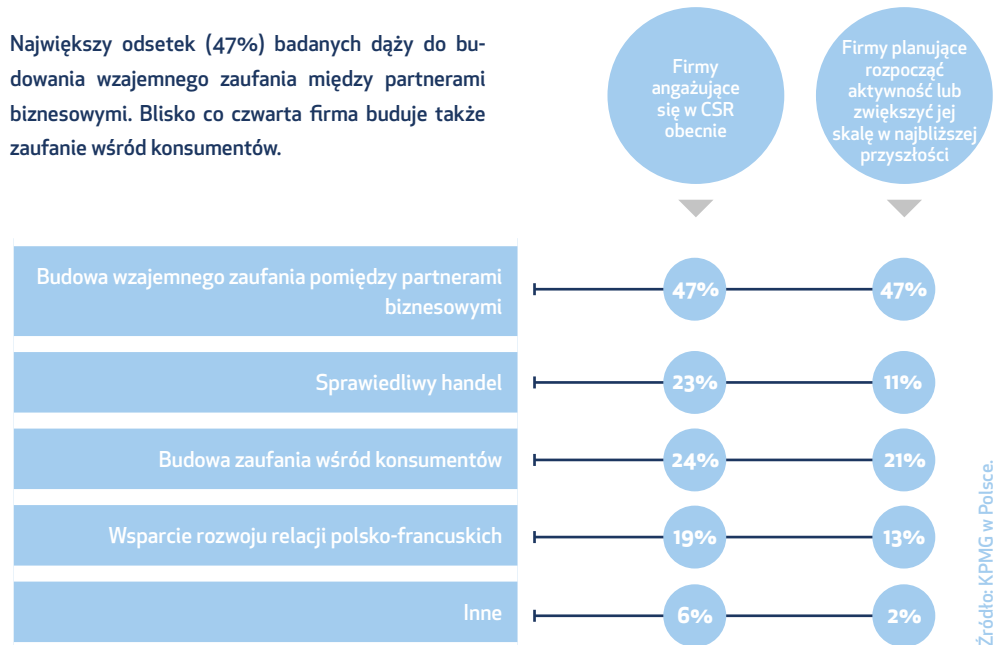 Największy odsetek (47%) badanych dąży do bu-
dowania wzajemnego zaufania między partnerami
biznesowymi. Blisko co czwarta firma buduje także
zaufanie wśród konsumentów.
Firmy
angażujące
się w CSR
obecnie
Firmy planujące
rozpocząć
aktywność lub
zwiększyć jej
skalę w najbliższej
przyszłości
Budowa wzajemnego zaufania pomiędzy partnerami
biznesowymi
47% 47%
Sprawiedliwy handel 23% 11%
Budowa zaufania wśród konsumentów 24% 21%
Wsparcie rozwoju relacji polsko-francuskich 19% 13%
Inne 6% 2%
Źródło: KPMG w Polsce.